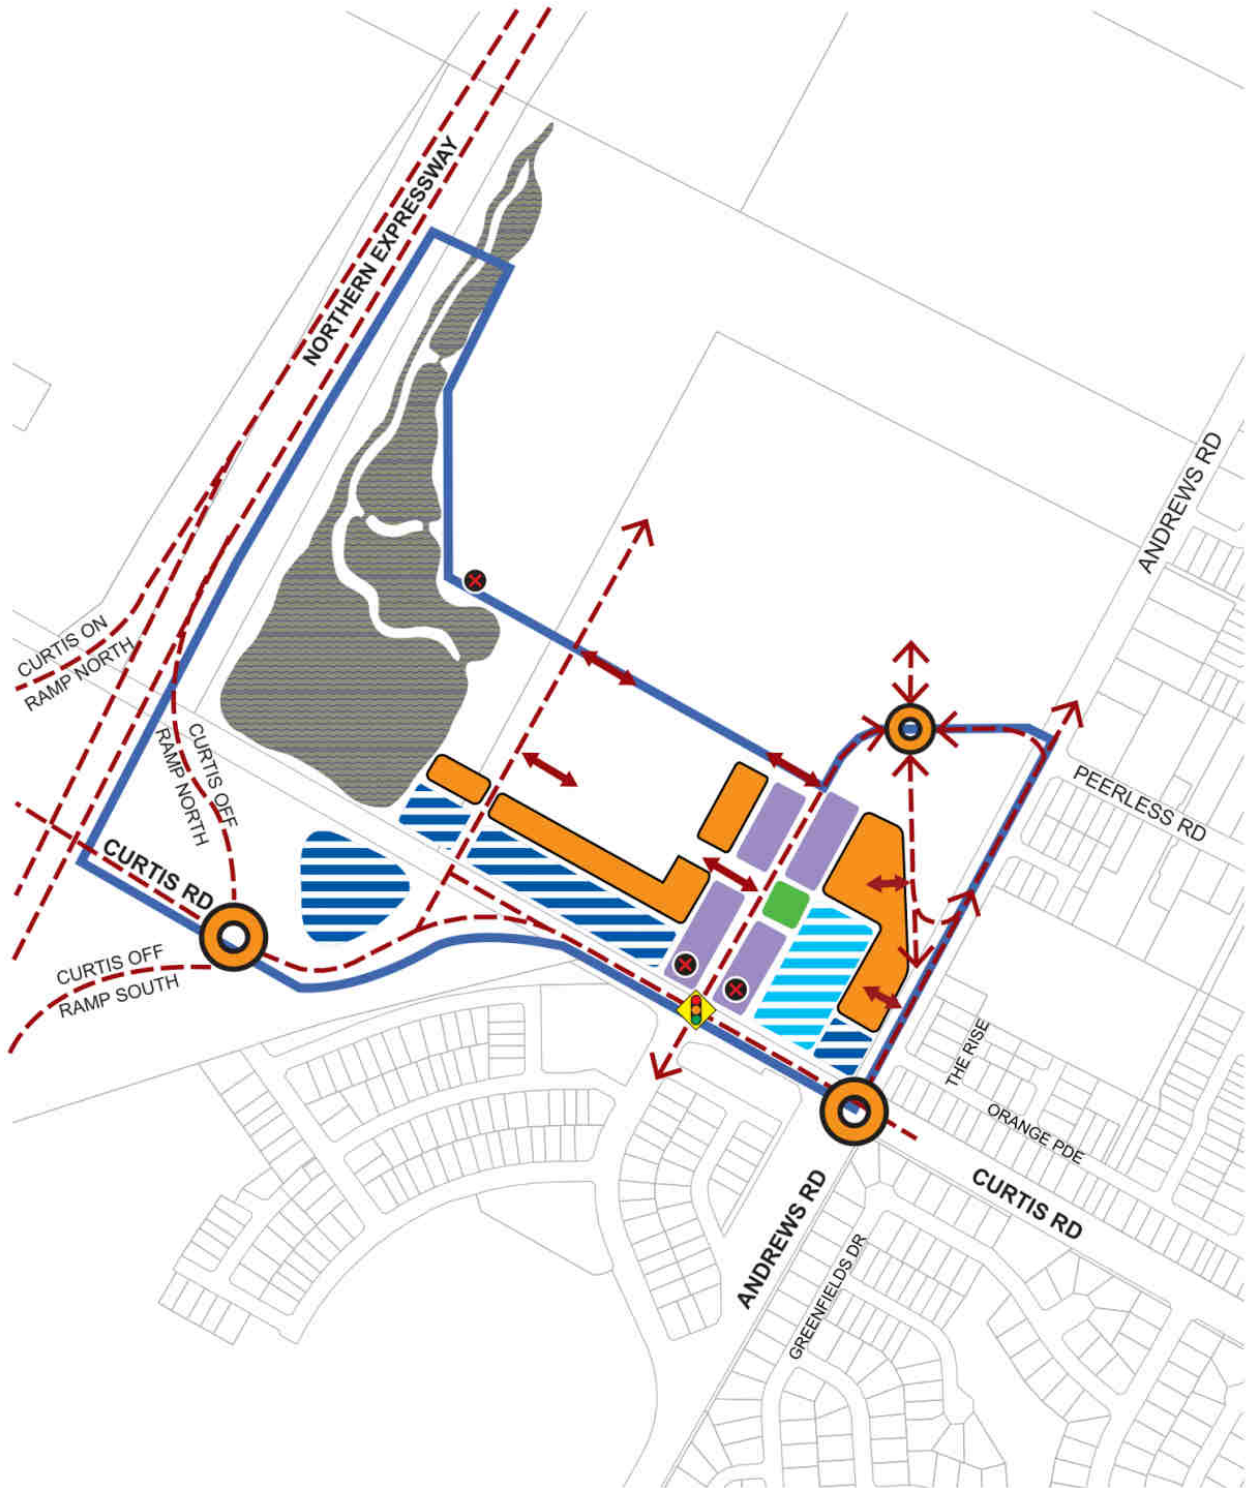 NORTHERN EXPRESSWAY
ANDREWS RD
CURTIS ON
RAMP NORTH
CURTIS OFF
RAMP NORTH
PEERLESS RD
CURTIS RD
CURTIS OFF
RAMP SOUTH
THE RISE
ORANGE PDE
CURTIS RD
ANDREWS RD
GREENFIELDS DR